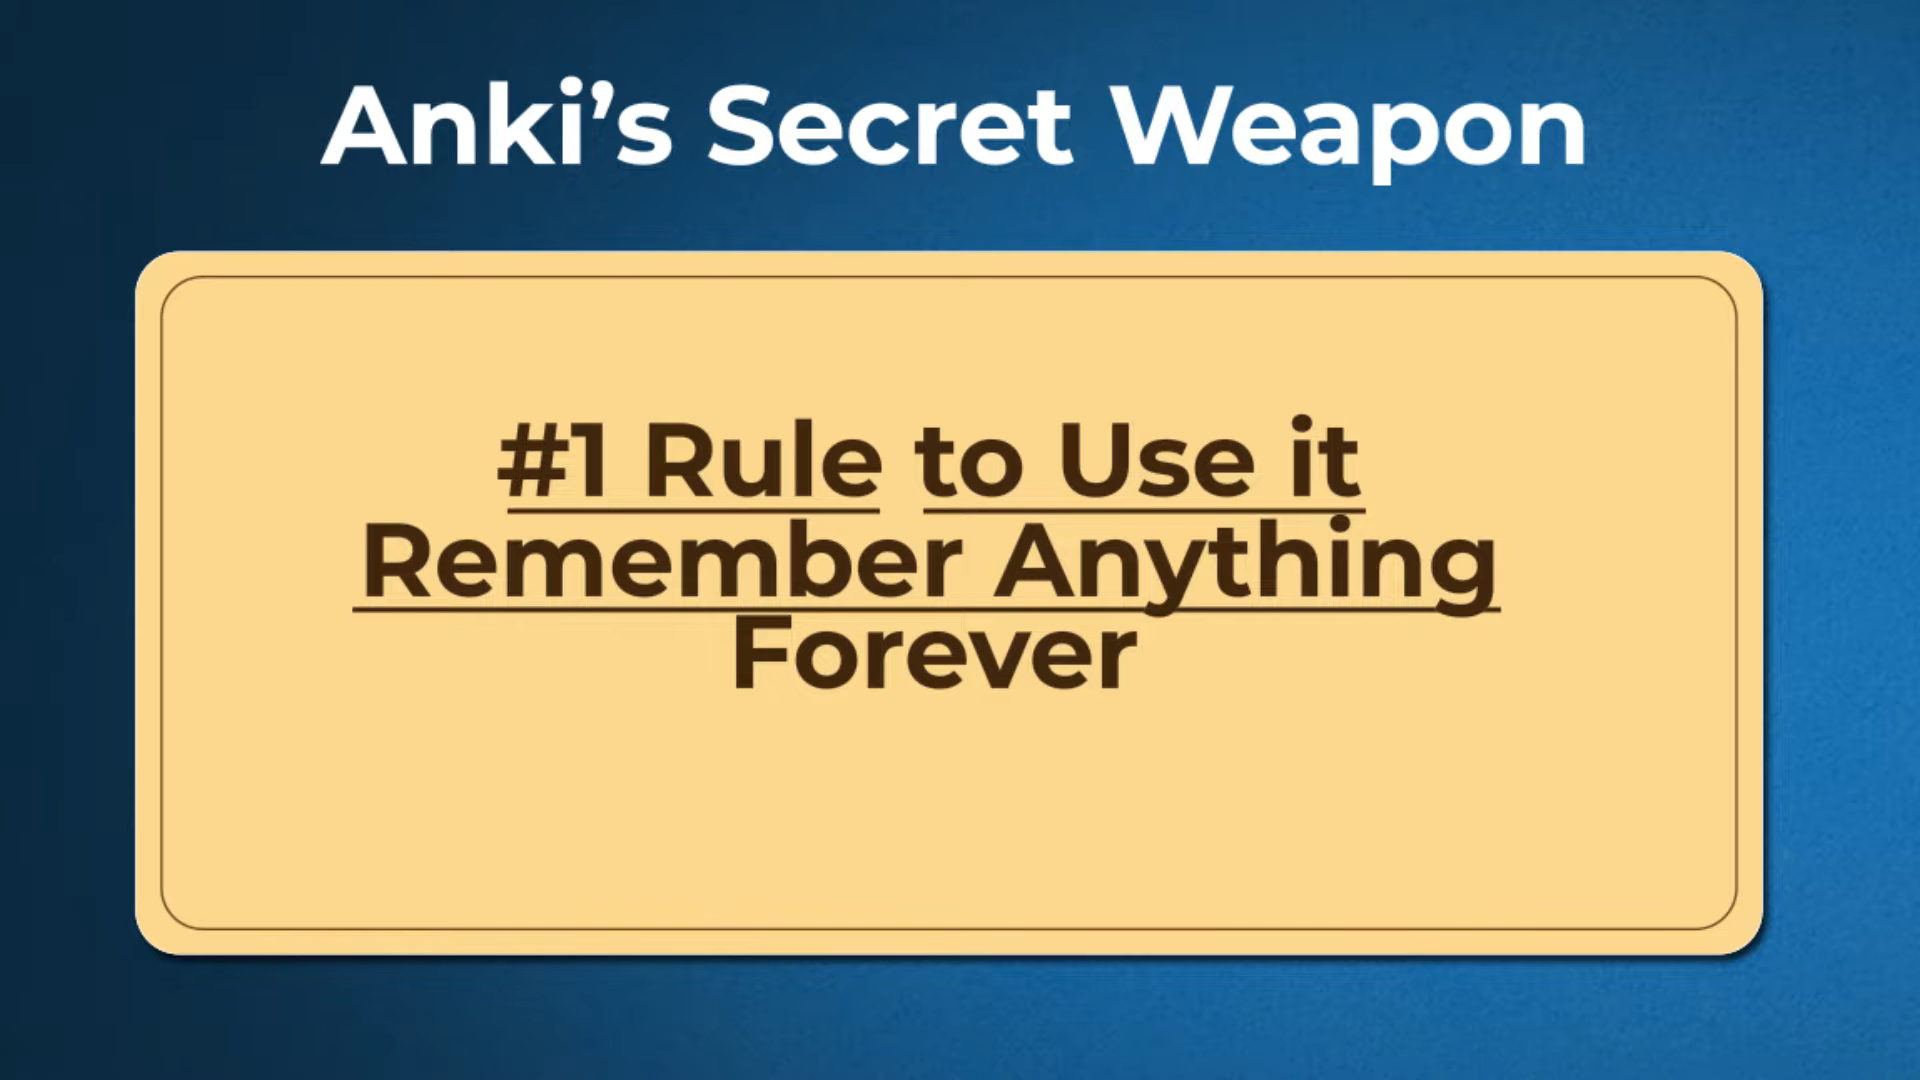 Anki’s Secret Weapon
#1 Rule to Use it
Remember Anything
Forever